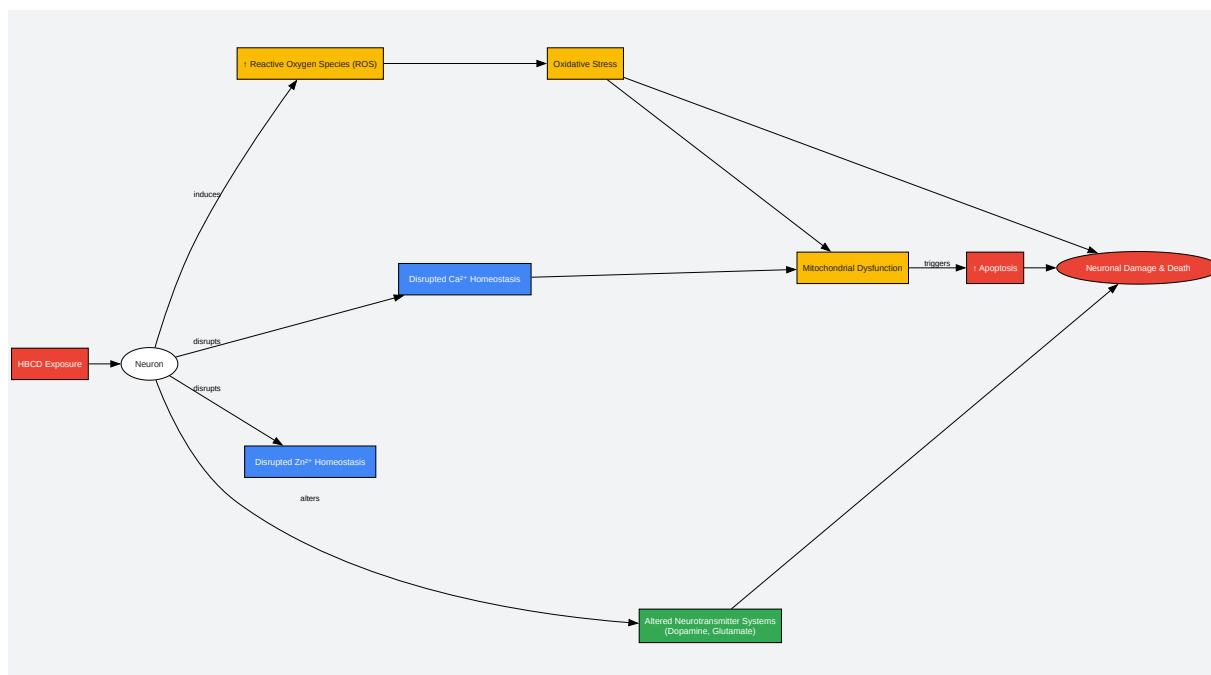 ↑ Reactive Oxygen Species (ROS)
Oxidative Stress
induces
Disrupted Ca²⁺ Homeostasis
Mitochondrial Dysfunction
triggers
↑ Apoptosis
Neuronal Damage & Death
disrupts
HBCD Exposure
Neuron
disrupts
Disrupted Zn²⁺ Homeostasis
alters
Altered Neurotransmitter Systems
(Dopamine, Glutamate)